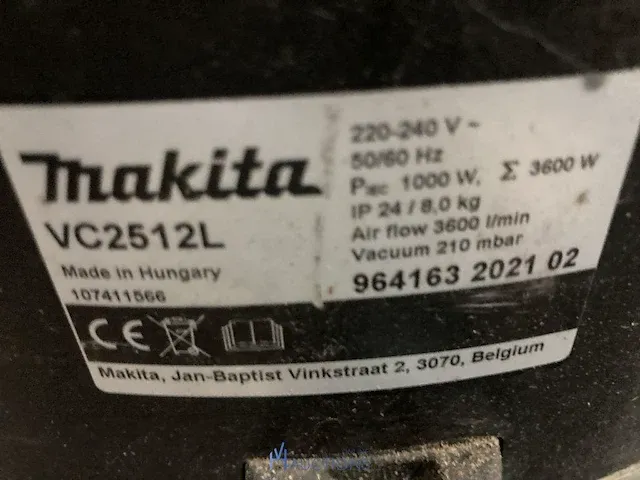 makita
VC2512L
Made in Hungary
107411566
220-240 V ~
50/60 Hz
P IEC 1000 W, Σ 3600 W
IP 24 / 8,0 kg
Air flow 3600 l/min
Vacuum 210 mbar
964163 2021 02
CE
Makita, Jan-Baptist Vinkstraat 2, 3070, Belgium